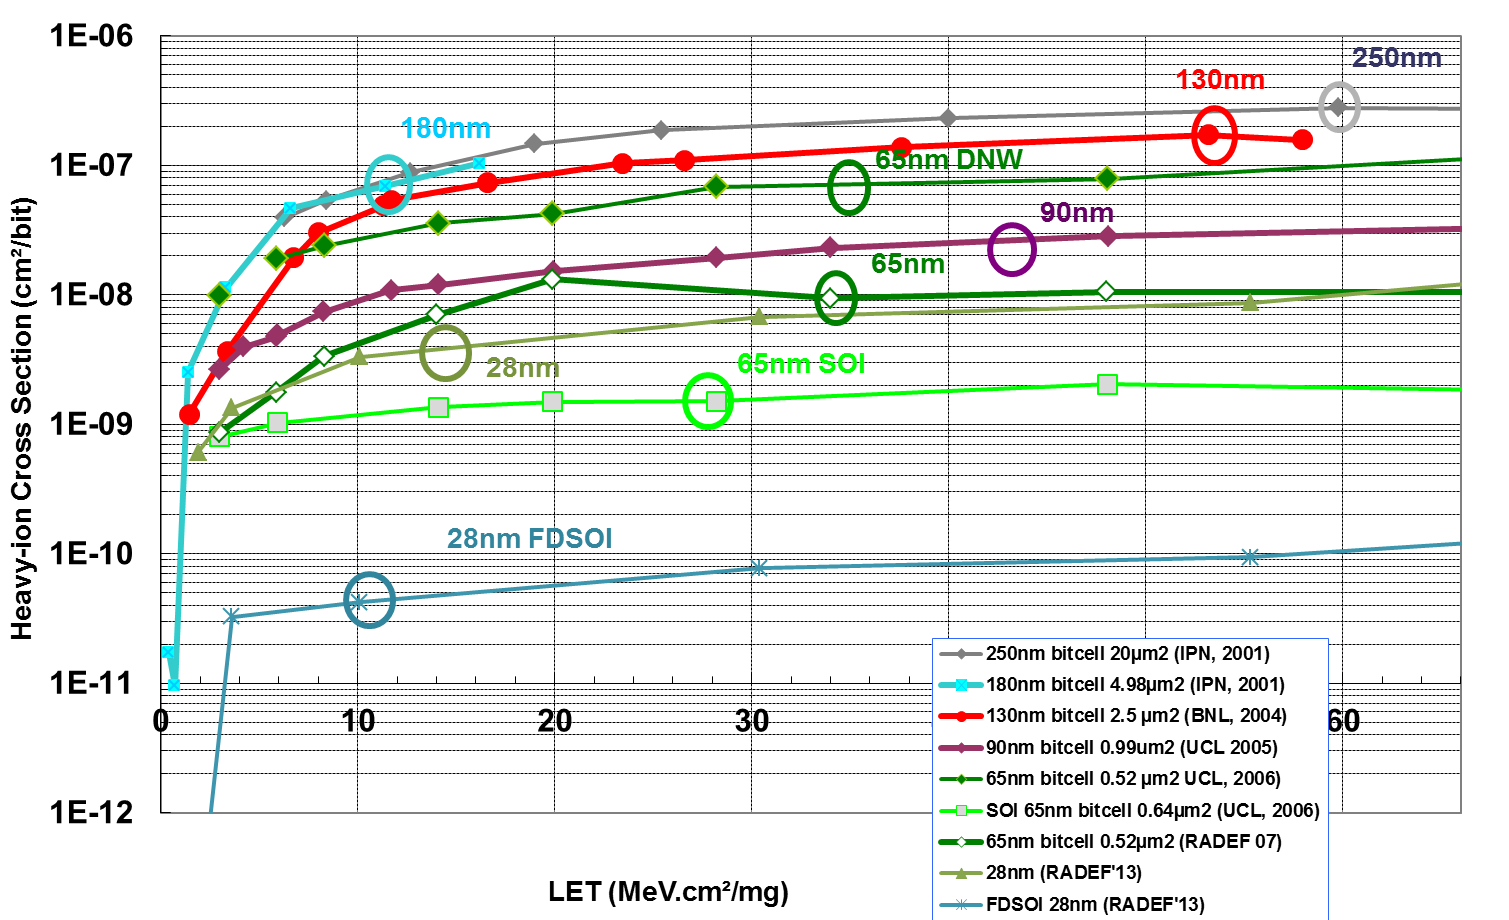 1E-06
250nm
130nm
180nm
1E-07
65nm DNW
90nm
65nm
1E-08
28nm
65nm SOI
1E-09
28nm FDSOI
1E-10
1E-11
0
10
20
30
60
1E-12
Heavy-ion Cross Section (cm²/bit)
LET (MeV.cm²/mg)
250nm bitcell 20µm2 (IPN, 2001)
180nm bitcell 4.98µm2 (IPN, 2001)
130nm bitcell 2.5 µm2 (BNL, 2004)
90nm bitcell 0.99um2 (UCL 2005)
65nm bitcell 0.52 µm2 UCL, 2006)
SOI 65nm bitcell 0.64µm2 (UCL, 2006)
65nm bitcell 0.52µm2 (RADEF 07)
28nm (RADEF'13)
FDSOI 28nm (RADEF'13)